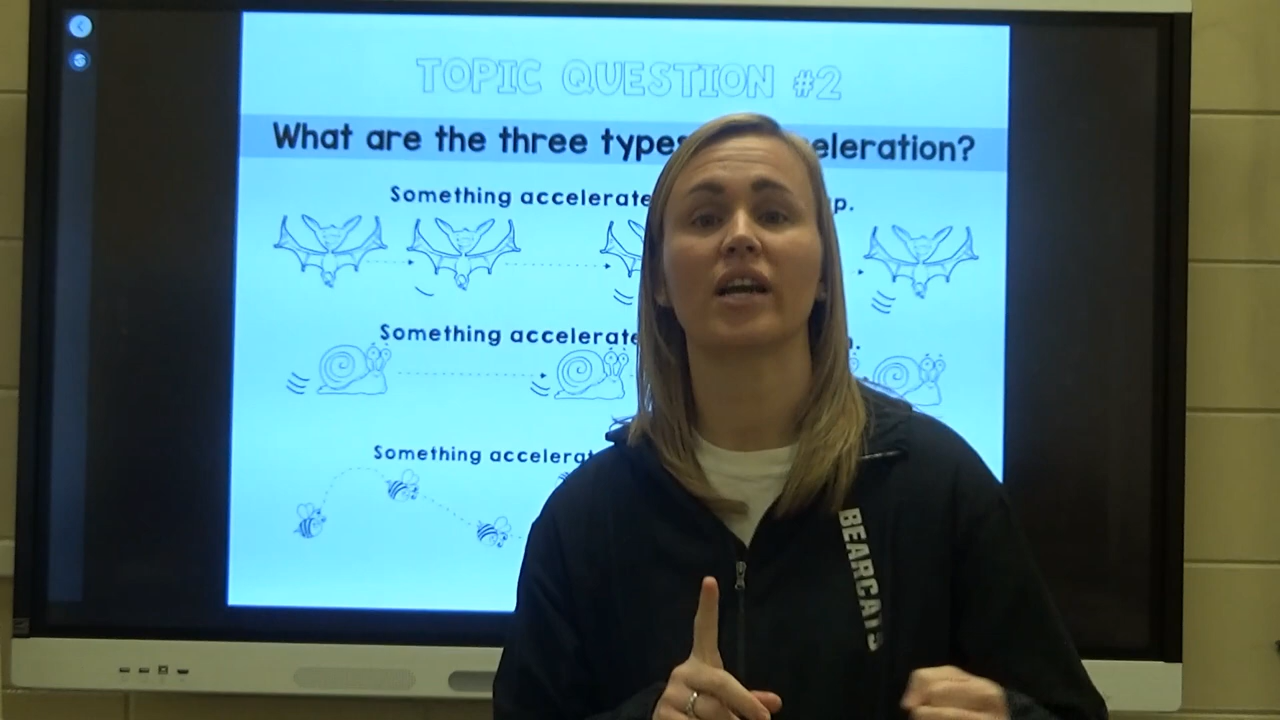 TOPIC QUESTION #2
What are the three types eleration?
Something accelerate p.
Something accelerate
Something accelerat
BEARCATS